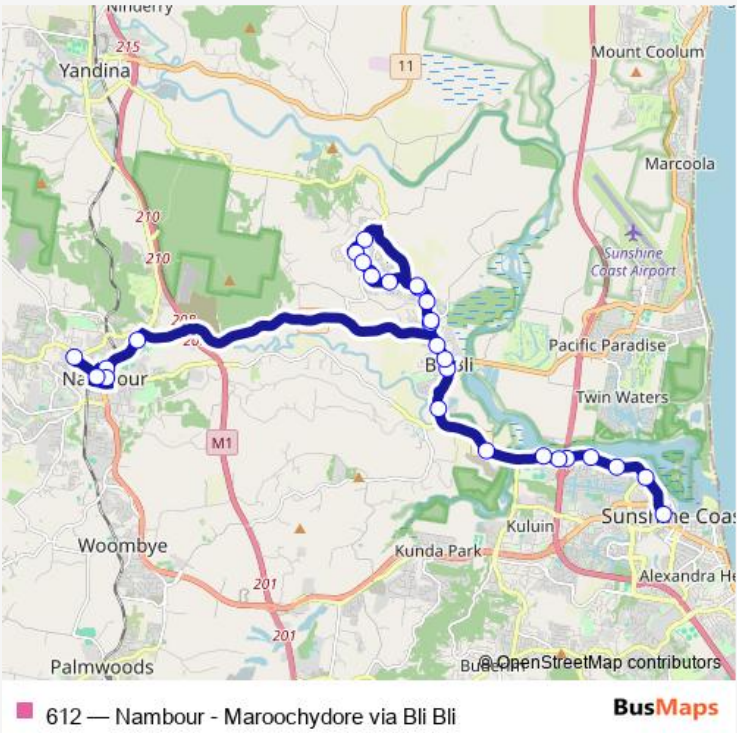 Ninderry
215
Yandina
11
Mount Coolum
Marcoola
210
210
Sunshine
Coast Airport
208
Pacific Paradise
Bli Bli
Nambour
Twin Waters
M1
Sunshine Coas
Kuluin
Woombye
Kunda Park
Alexandra He
201
201
Palmwoods
© OpenStreetMap contributors
612 — Nambour - Maroochydore via Bli Bli
BusMaps